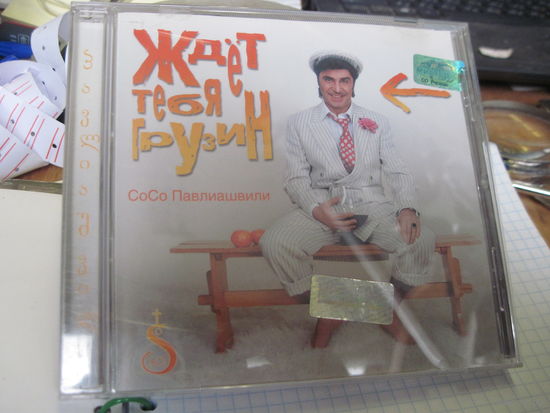 Ждёт
тебя
грузин
СоСо Павлиашвили